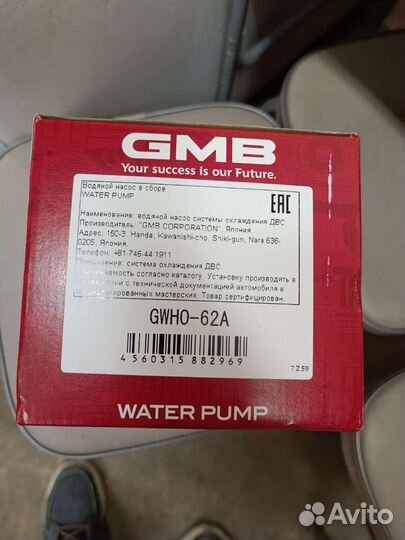 GMB
Your success is our Future.
Водяной насос в сборе
WATER PUMP
EAC
Наименование: водяной насос системы охлаждения ДВС
Производитель: "GMB CORPORATION", Япония.
Адрес: 150-3, Handa, Kawanishi-cho, Shiki-gun, Nara 636-
0205, Япония.
Телефон: +81-745-44-1911
Назначение: система охлаждения ДВС
Применяемость согласно каталогу. Установку производить в
с технической документацией автомобиля в
мастерских. Товар сертифицирован.
GWHO-62A
4 560315 882969
7Z59
WATER PUMP
Avito